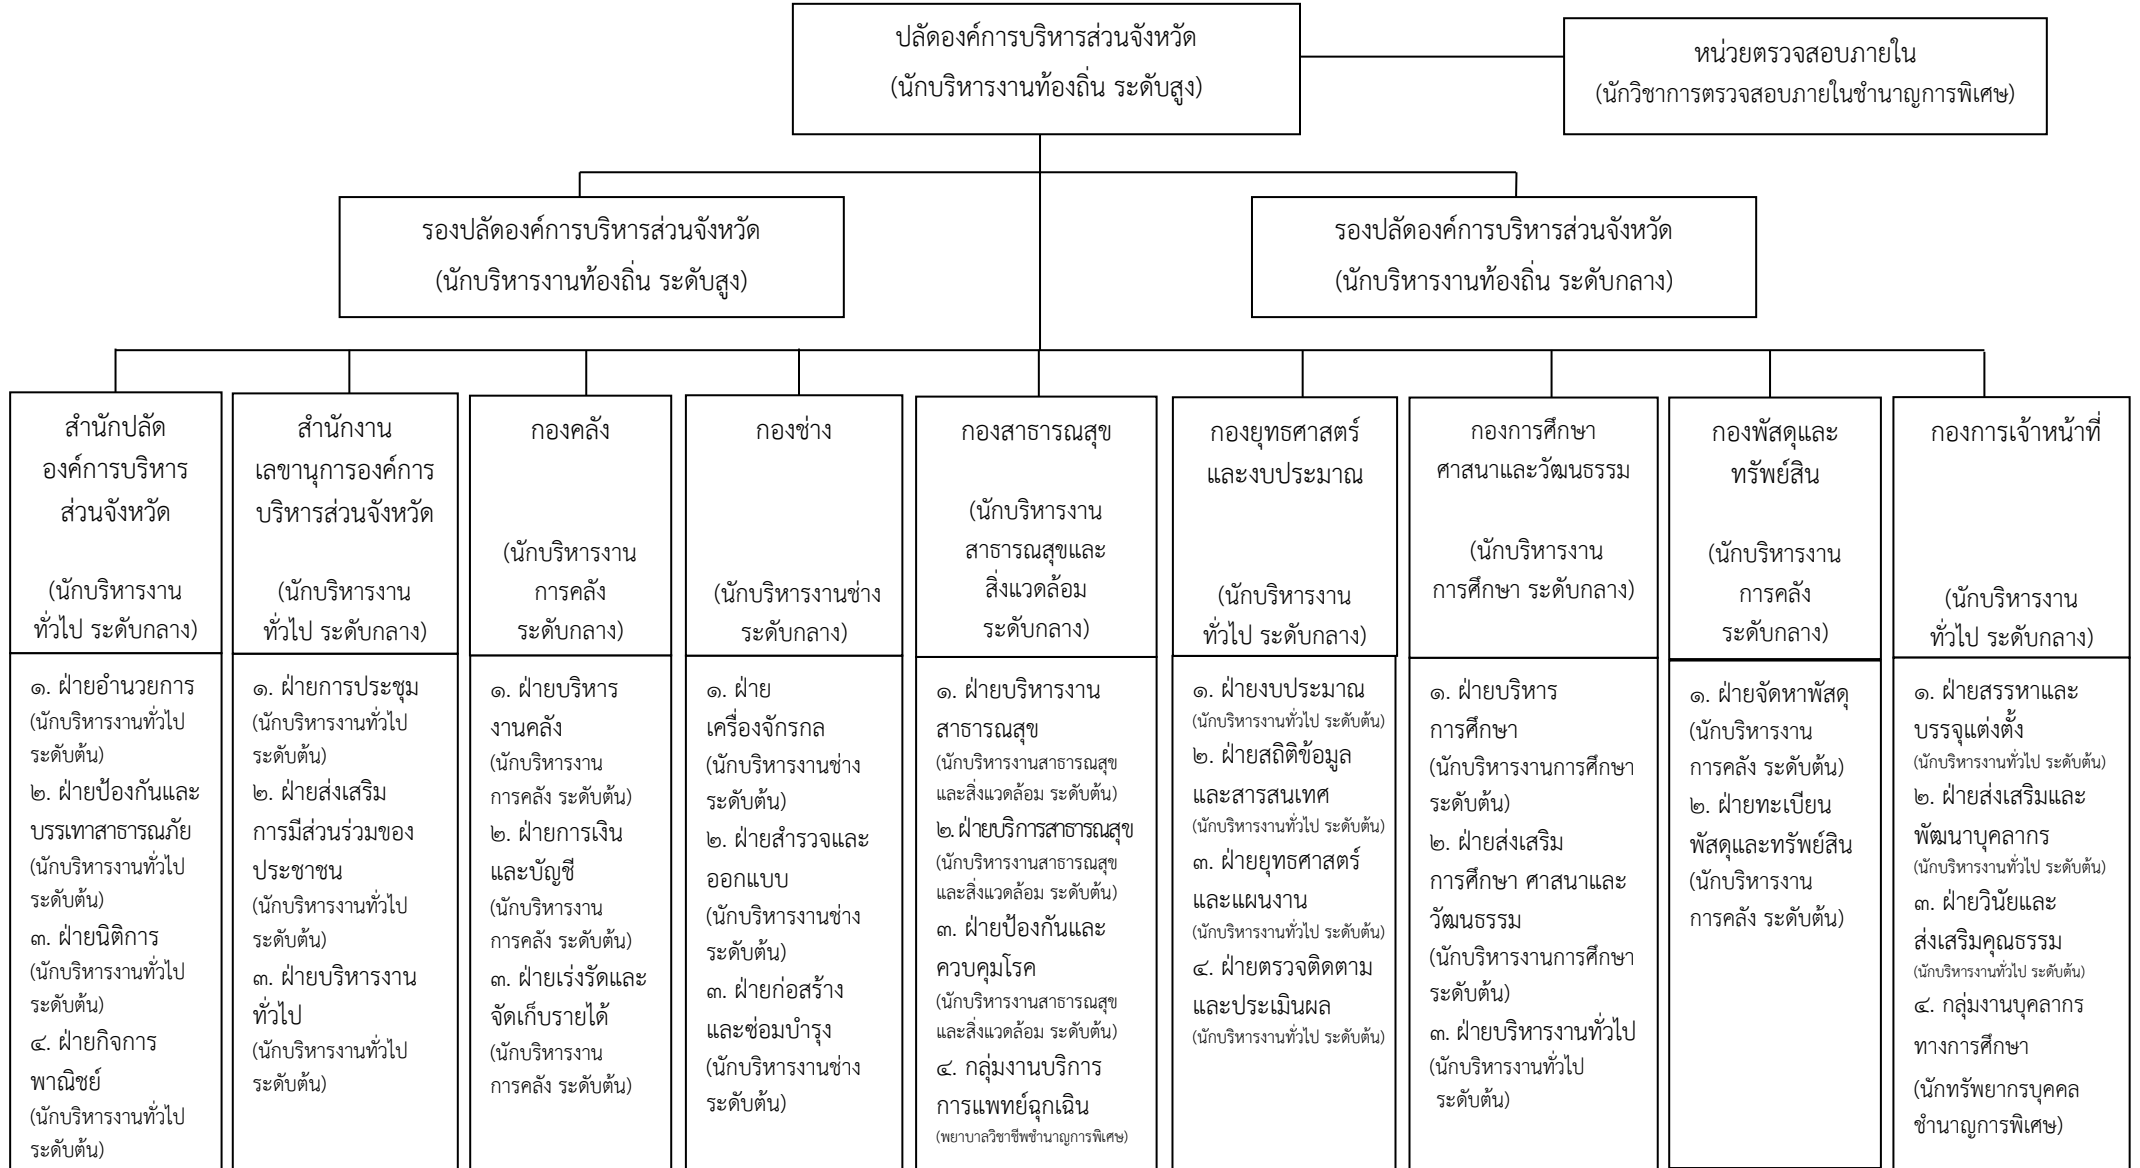 ปลัดองค์การบริหารส่วนจังหวัด
(นักบริหารงานท้องถิ่น ระดับสูง)
หน่วยตรวจสอบภายใน
(นักวิชาการตรวจสอบภายในชำนาญการพิเศษ)
รองปลัดองค์การบริหารส่วนจังหวัด
(นักบริหารงานท้องถิ่น ระดับสูง)
รองปลัดองค์การบริหารส่วนจังหวัด
(นักบริหารงานท้องถิ่น ระดับกลาง)
สำนักปลัด
องค์การบริหาร
ส่วนจังหวัด
(นักบริหารงาน
ทั่วไป ระดับกลาง)
๑. ฝ่ายอำนวยการ
(นักบริหารงานทั่วไป
ระดับต้น)
๒. ฝ่ายป้องกันและ
บรรเทาสาธารณภัย
(นักบริหารงานทั่วไป
ระดับต้น)
๓. ฝ่ายนิติการ
(นักบริหารงานทั่วไป
ระดับต้น)
๔. ฝ่ายกิจการ
พาณิชย์
(นักบริหารงานทั่วไป
ระดับต้น)
สำนักงาน
เลขานุการองค์การ
บริหารส่วนจังหวัด
(นักบริหารงาน
ทั่วไป ระดับกลาง)
๑. ฝ่ายการประชุม
(นักบริหารงานทั่วไป
ระดับต้น)
๒. ฝ่ายส่งเสริม
การมีส่วนร่วมของ
ประชาชน
(นักบริหารงานทั่วไป
ระดับต้น)
๓. ฝ่ายบริหารงาน
ทั่วไป
(นักบริหารงานทั่วไป
ระดับต้น)
กองคลัง
(นักบริหารงาน
การคลัง
ระดับกลาง)
๑. ฝ่ายบริหาร
งานคลัง
(นักบริหารงาน
การคลัง ระดับต้น)
๒. ฝ่ายการเงิน
และบัญชี
(นักบริหารงาน
การคลัง ระดับต้น)
๓. ฝ่ายเร่งรัดและ
จัดเก็บรายได้
(นักบริหารงาน
การคลัง ระดับต้น)
กองช่าง
(นักบริหารงานช่าง
ระดับกลาง)
๑. ฝ่าย
เครื่องจักรกล
(นักบริหารงานช่าง
ระดับต้น)
๒. ฝ่ายสำรวจและ
ออกแบบ
(นักบริหารงานช่าง
ระดับต้น)
๓. ฝ่ายก่อสร้าง
และซ่อมบำรุง
(นักบริหารงานช่าง
ระดับต้น)
กองสาธารณสุข
(นักบริหารงาน
สาธารณสุขและ
สิ่งแวดล้อม
ระดับกลาง)
๑. ฝ่ายบริหารงาน
สาธารณสุข
(นักบริหารงานสาธารณสุข
และสิ่งแวดล้อม ระดับต้น)
๒. ฝ่ายบริการสาธารณสุข
(นักบริหารงานสาธารณสุข
และสิ่งแวดล้อม ระดับต้น)
๓. ฝ่ายป้องกันและ
ควบคุมโรค
(นักบริหารงานสาธารณสุข
และสิ่งแวดล้อม ระดับต้น)
๔. กลุ่มงานบริการ
การแพทย์ฉุกเฉิน
(พยาบาลวิชาชีพชำนาญการพิเศษ)
กองยุทธศาสตร์
และงบประมาณ
(นักบริหารงาน
ทั่วไป ระดับกลาง)
๑. ฝ่ายงบประมาณ
(นักบริหารงานทั่วไป ระดับต้น)
๒. ฝ่ายสถิติข้อมูล
และสารสนเทศ
(นักบริหารงานทั่วไป ระดับต้น)
๓. ฝ่ายยุทธศาสตร์
และแผนงาน
(นักบริหารงานทั่วไป ระดับต้น)
๔. ฝ่ายตรวจติดตาม
และประเมินผล
(นักบริหารงานทั่วไป ระดับต้น)
กองการศึกษา
ศาสนาและวัฒนธรรม
(นักบริหารงาน
การศึกษา ระดับกลาง)
๑. ฝ่ายบริหาร
การศึกษา
(นักบริหารงานการศึกษา
ระดับต้น)
๒. ฝ่ายส่งเสริม
การศึกษา ศาสนาและ
วัฒนธรรม
(นักบริหารงานการศึกษา
ระดับต้น)
๓. ฝ่ายบริหารงานทั่วไป
(นักบริหารงานทั่วไป
ระดับต้น)
กองพัสดุและ
ทรัพย์สิน
(นักบริหารงาน
การคลัง
ระดับกลาง)
๑. ฝ่ายจัดหาพัสดุ
(นักบริหารงาน
การคลัง ระดับต้น)
๒. ฝ่ายทะเบียน
พัสดุและทรัพย์สิน
(นักบริหารงาน
การคลัง ระดับต้น)
กองการเจ้าหน้าที่
(นักบริหารงาน
ทั่วไป ระดับกลาง)
๑. ฝ่ายสรรหาและ
บรรจุแต่งตั้ง
(นักบริหารงานทั่วไป ระดับต้น)
๒. ฝ่ายส่งเสริมและ
พัฒนาบุคลากร
(นักบริหารงานทั่วไป ระดับต้น)
๓. ฝ่ายวินัยและ
ส่งเสริมคุณธรรม
(นักบริหารงานทั่วไป ระดับต้น)
๔. กลุ่มงานบุคลากร
ทางการศึกษา
(นักทรัพยากรบุคคล
ชำนาญการพิเศษ)